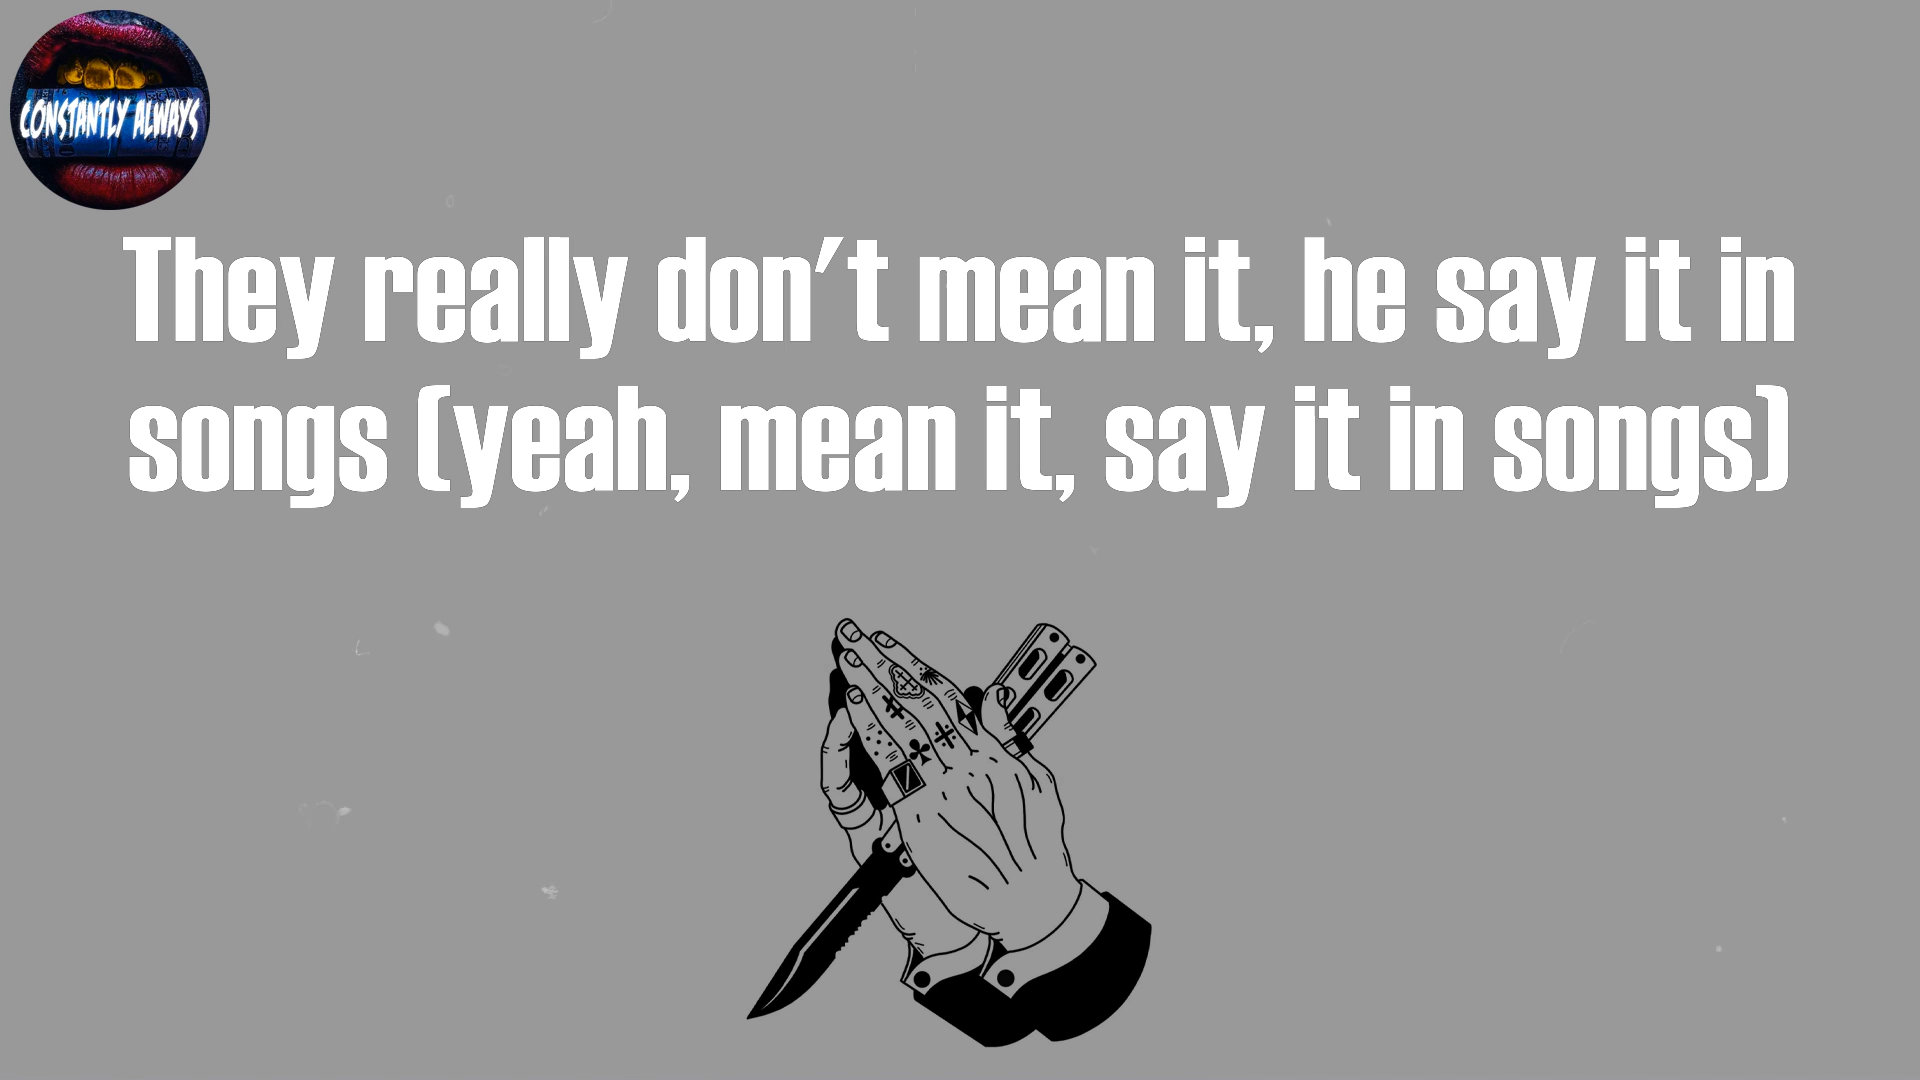 CONSTANTLY ALWAYS
They really don't mean it, he say it in
songs (yeah, mean it, say it in songs)